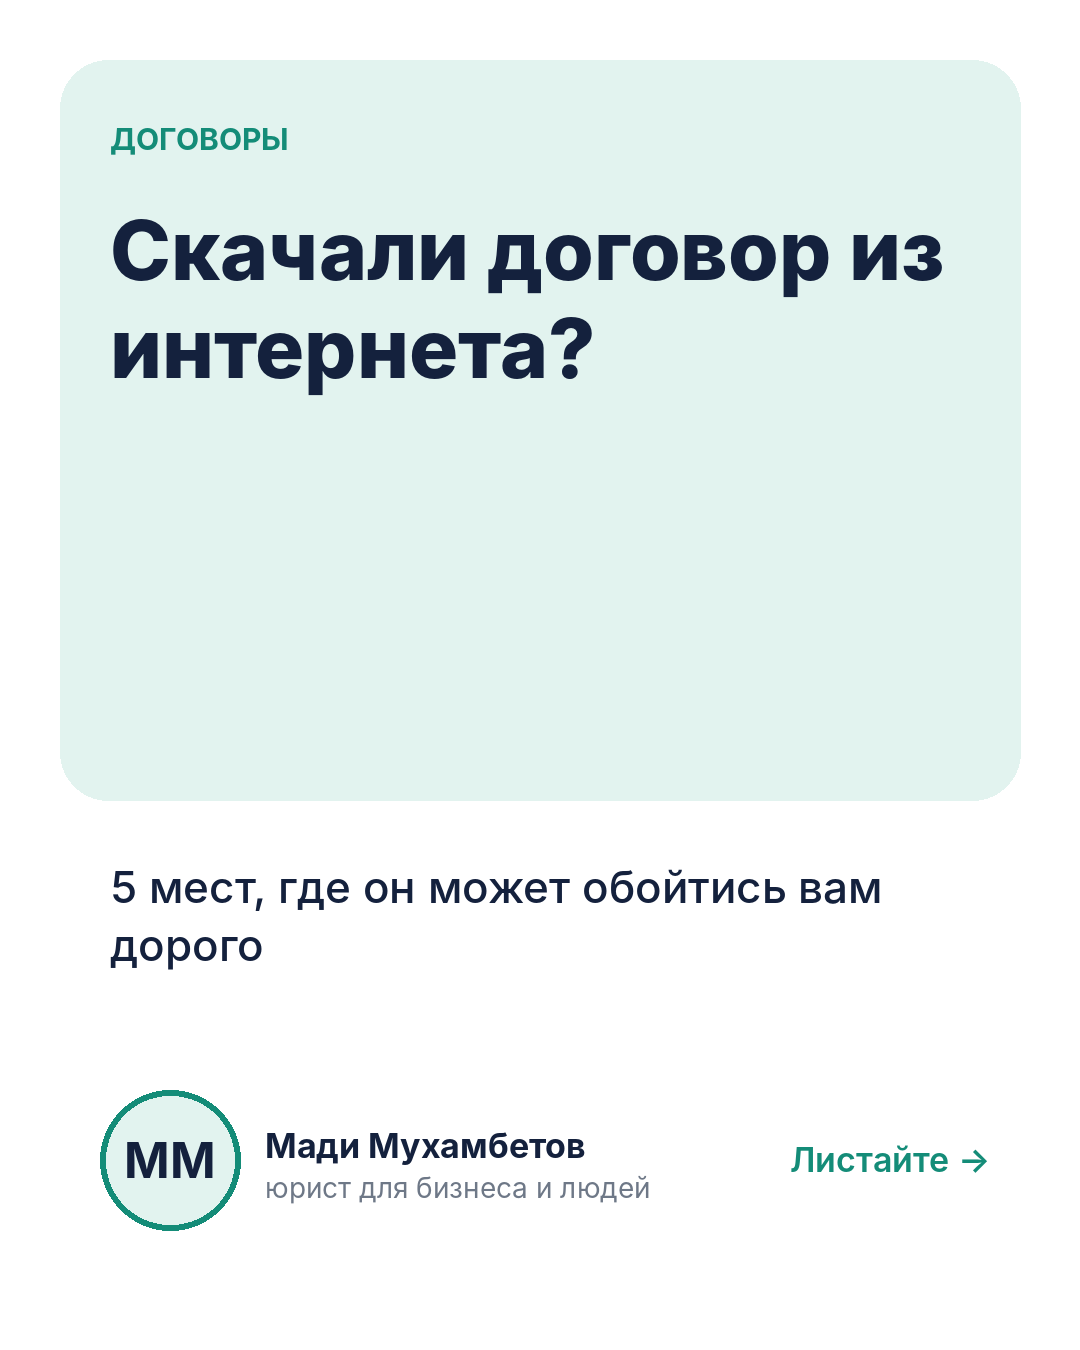 ДОГОВОРЫ
Скачали договор из
интернета?
5 мест, где он может обойтись вам
дорого
ММ
Мади Мухамбетов
юрист для бизнеса и людей
Листайте →